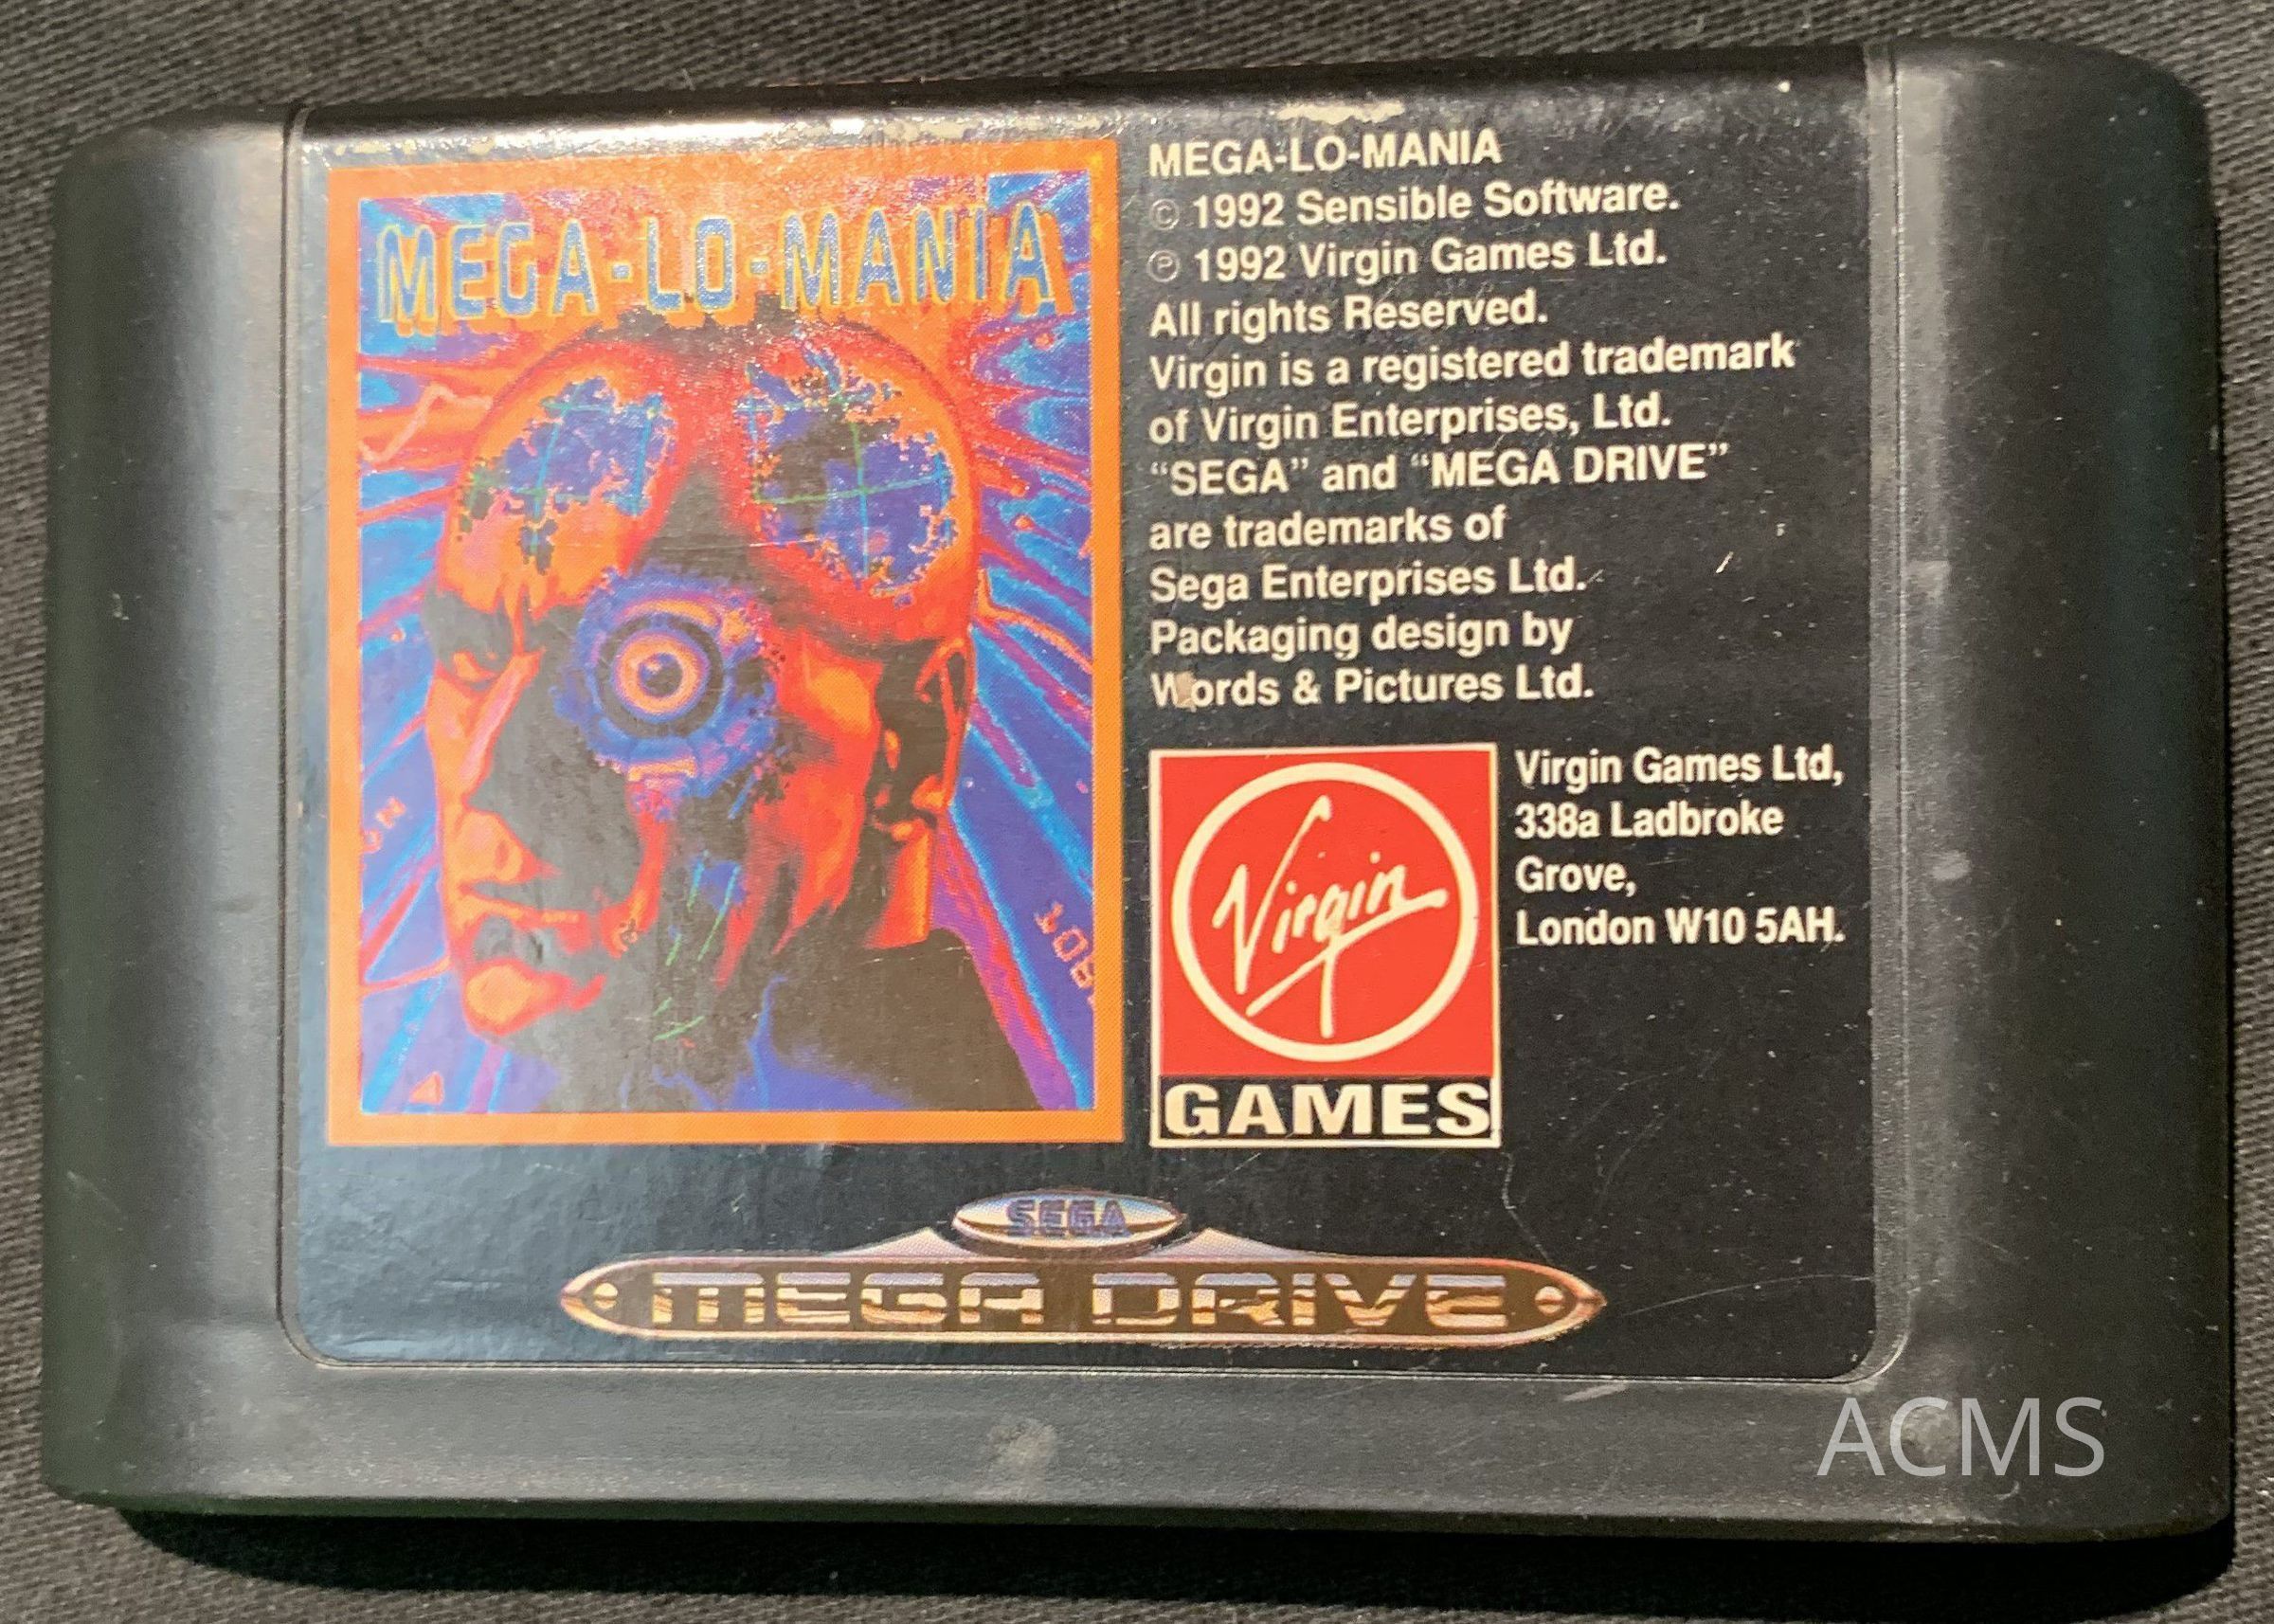 MEGA-LO-MANIA
MEGA-LO-MANIA
© 1992 Sensible Software.
℗ 1992 Virgin Games Ltd.
All rights Reserved.
Virgin is a registered trademark
of Virgin Enterprises, Ltd.
“SEGA” and “MEGA DRIVE”
are trademarks of
Sega Enterprises Ltd.
Packaging design by
Words & Pictures Ltd.
Virgin
GAMES
Virgin Games Ltd,
338a Ladbroke
Grove,
London W10 5AH.
SEGA
MEGA DRIVE
ACMS